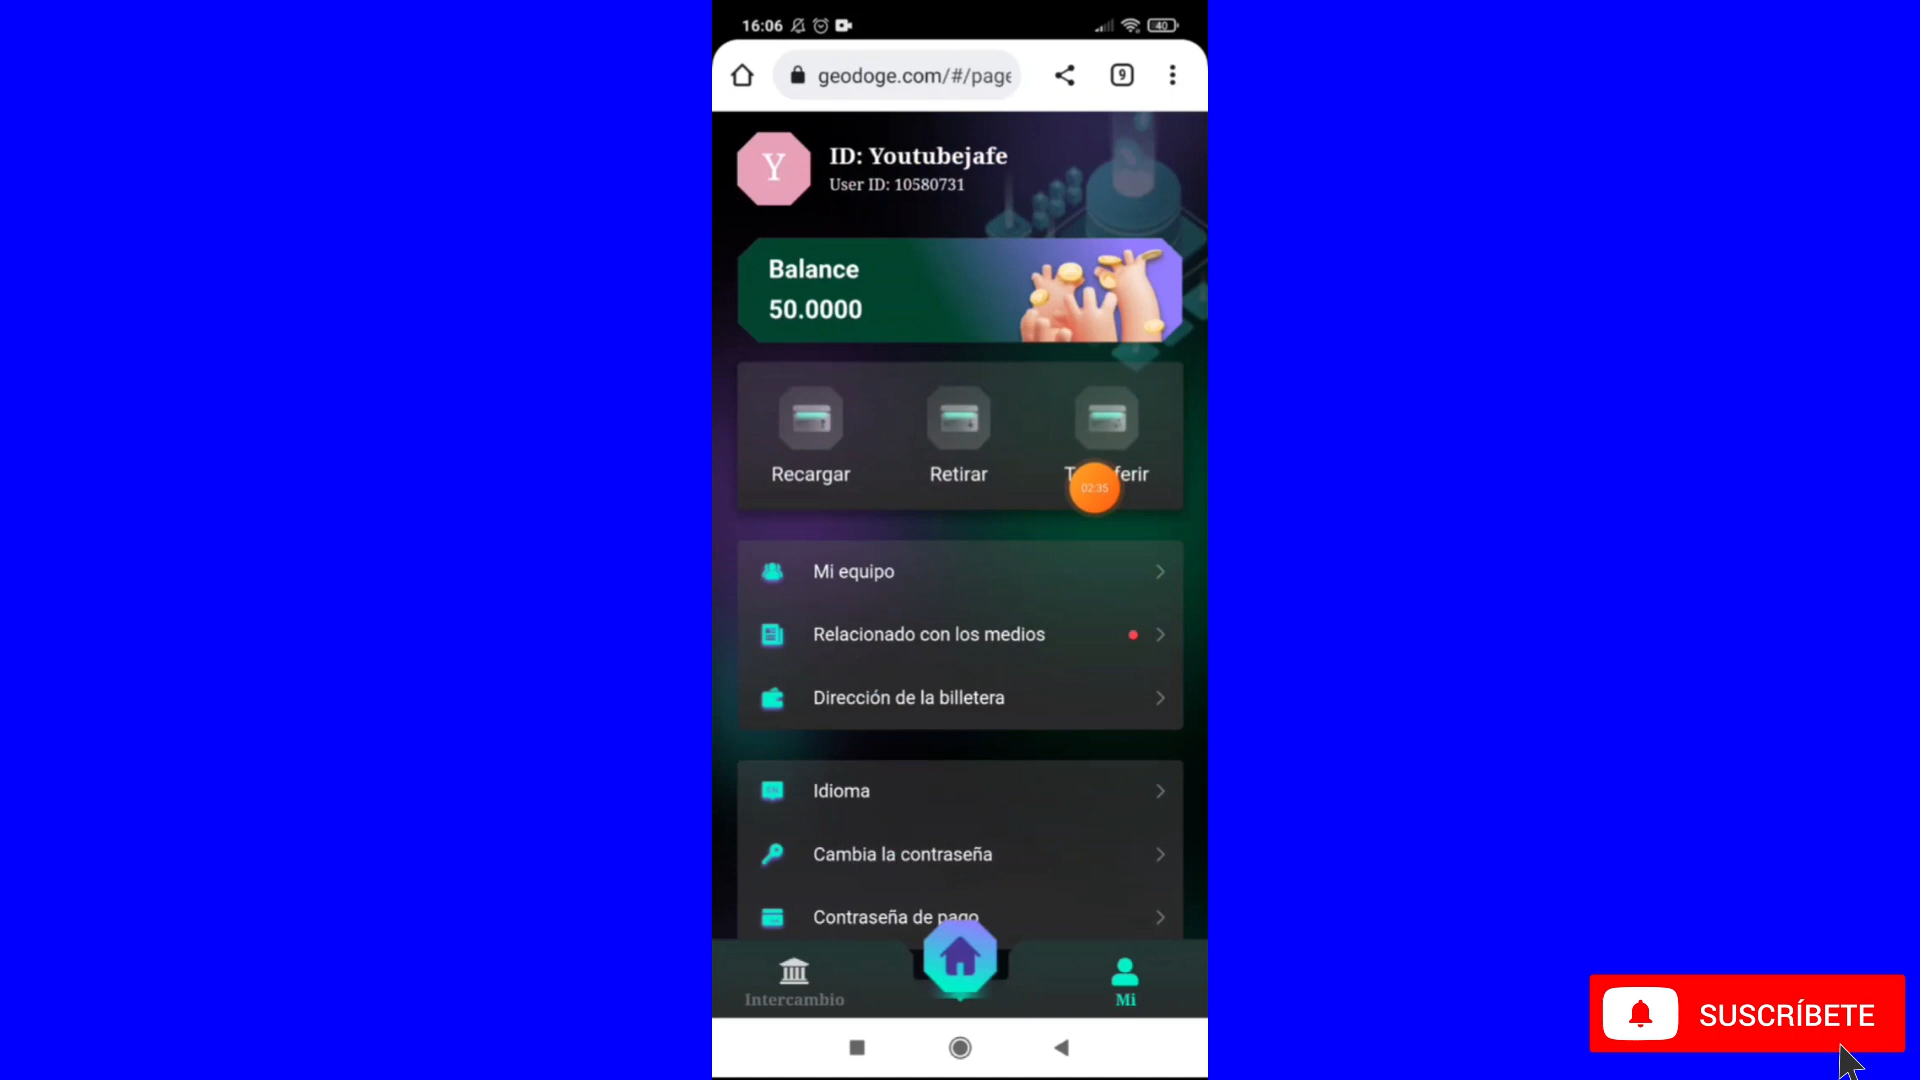 16:06
40
geodoge.com/#/page
9
Y
ID: Youtubejafe
User ID: 10580731
Balance
50.0000
Recargar Retirar
02:35
Mi equipo
Relacionado con los medios
Dirección de la billetera
EN
Idioma
Cambia la contraseña
Contraseña de pago
Intercambio
Mi
SUSCRÍBETE